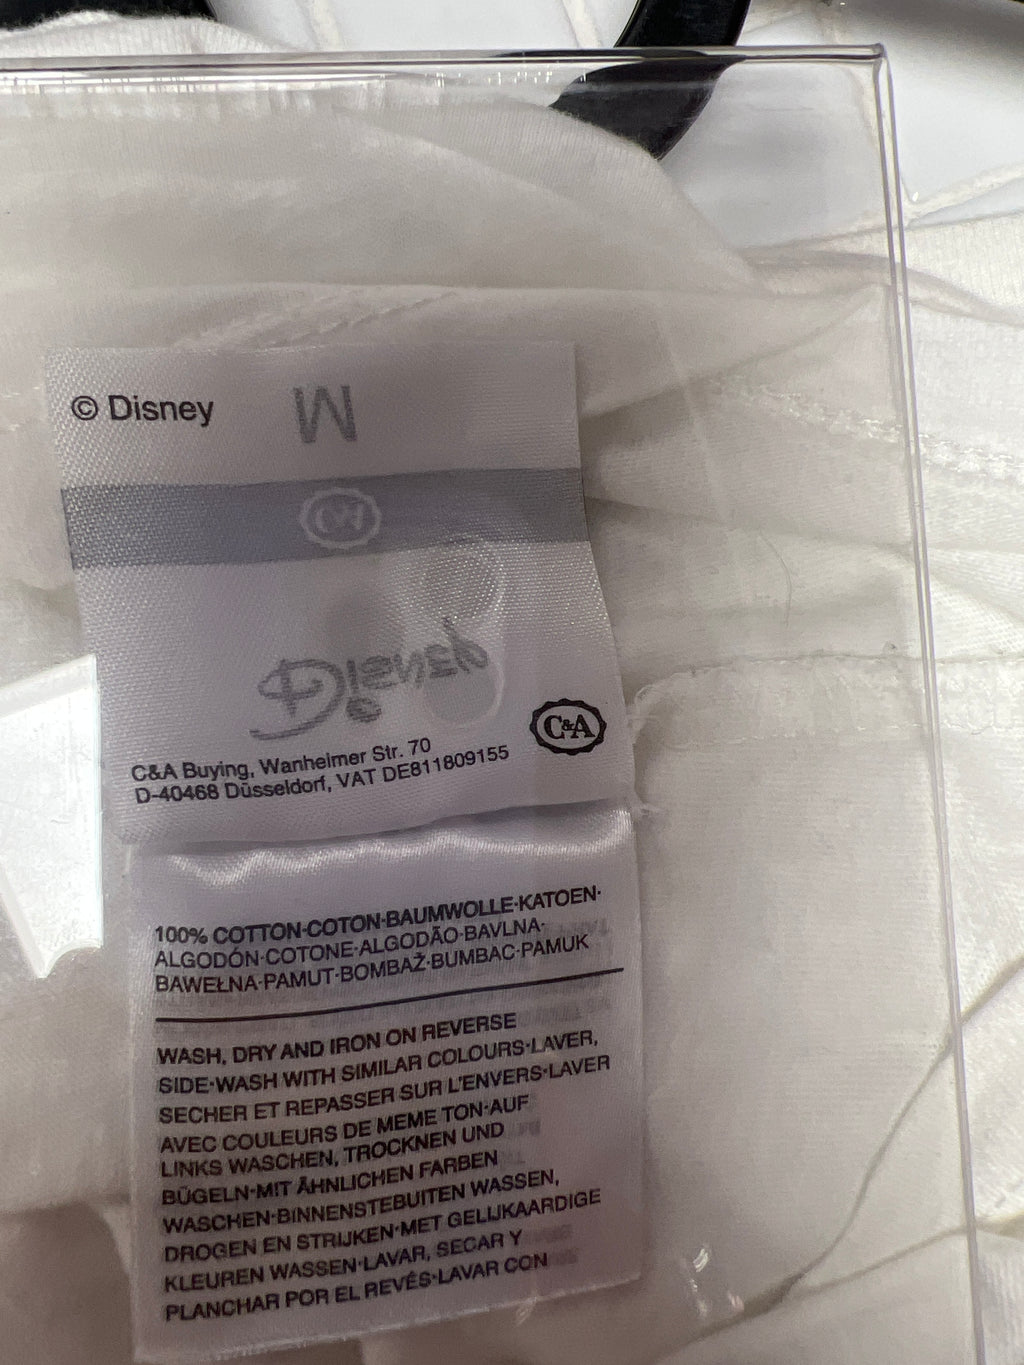 © Disney
M
C&A
Disney
C&A
C&A Buying, Wanheimer Str. 70
D-40468 Düsseldorf, VAT DE811809155
100% COTTON·COTON·BAUMWOLLE·KATOEN·
ALGODÓN·COTONE·ALGODÃO·BAVLNA·
BAWEŁNA·PAMUT·BOMBAŽ·BUMBAC·PAMUK
WASH, DRY AND IRON ON REVERSE
SIDE·WASH WITH SIMILAR COLOURS·LAVER,
SECHER ET REPASSER SUR L'ENVERS·LAVER
AVEC COULEURS DE MEME TON·AUF
LINKS WASCHEN, TROCKNEN UND
BÜGELN·MIT ÄHNLICHEN FARBEN
WASCHEN·BINNENSTEBUITEN WASSEN,
DROGEN EN STRIJKEN·MET GELIJKAARDIGE
KLEUREN WASSEN·LAVAR, SECAR Y
PLANCHAR POR EL REVÉS·LAVAR CON